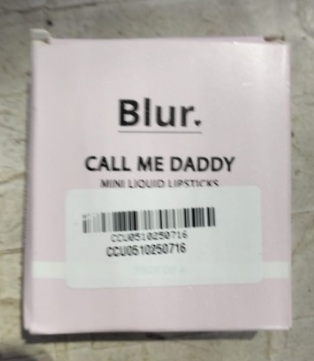 Blur.
CALL ME DADDY
MINI LIQUID LIPSTICKS
CCU0510250716
CCU0510250716